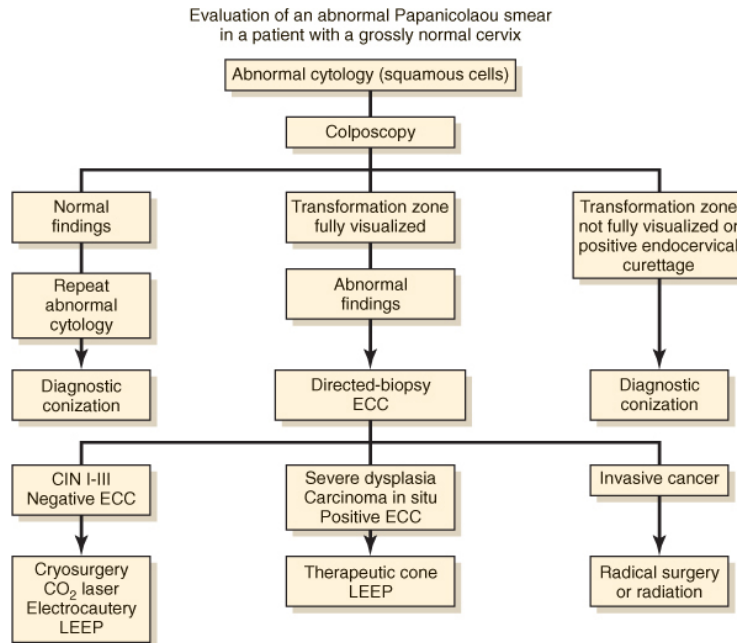 Evaluation of an abnormal Papanicolaou smear
in a patient with a grossly normal cervix
Abnormal cytology (squamous cells)
Colposcopy
Normal
findings
Transformation zone
fully visualized
Transformation zone
not fully visualized or
positive endocervical
curettage
Repeat
abnormal
cytology
Abnormal
findings
Diagnostic
conization
Directed-biopsy
ECC
Diagnostic
conization
CIN I-III
Negative ECC
Severe dysplasia
Carcinoma in situ
Positive ECC
Invasive cancer
Cryosurgery
CO₂ laser
Electrocautery
LEEP
Therapeutic cone
LEEP
Radical surgery
or radiation